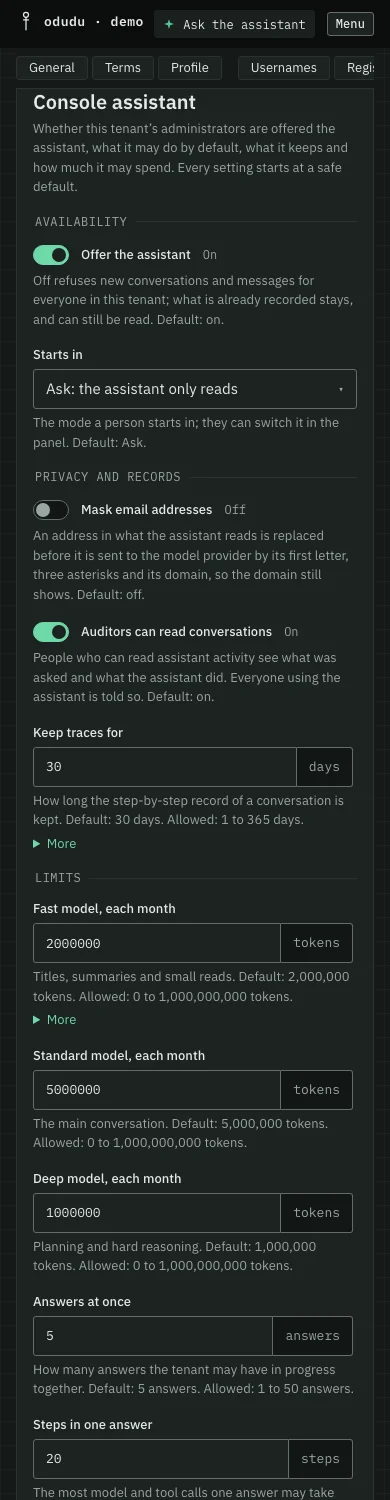 odudu · demo
Ask the assistant
Menu
General
Terms
Profile
Usernames
Console assistant
Whether this tenant’s administrators are offered the
assistant, what it may do by default, what it keeps and
how much it may spend. Every setting starts at a safe
default.
AVAILABILITY
Offer the assistant On
Off refuses new conversations and messages for
everyone in this tenant; what is already recorded stays,
and can still be read. Default: on.
Starts in
Ask: the assistant only reads
The mode a person starts in; they can switch it in the
panel. Default: Ask.
PRIVACY AND RECORDS
Mask email addresses Off
An address in what the assistant reads is replaced
before it is sent to the model provider by its first letter,
three asterisks and its domain, so the domain still
shows. Default: off.
Auditors can read conversations On
People who can read assistant activity see what was
asked and what the assistant did. Everyone using the
assistant is told so. Default: on.
Keep traces for
30 days
How long the step-by-step record of a conversation is
kept. Default: 30 days. Allowed: 1 to 365 days.
More
LIMITS
Fast model, each month
2000000 tokens
Titles, summaries and small reads. Default: 2,000,000
tokens. Allowed: 0 to 1,000,000,000 tokens.
More
Standard model, each month
5000000 tokens
The main conversation. Default: 5,000,000 tokens.
Allowed: 0 to 1,000,000,000 tokens.
Deep model, each month
1000000 tokens
Planning and hard reasoning. Default: 1,000,000
tokens. Allowed: 0 to 1,000,000,000 tokens.
Answers at once
5 answers
How many answers the tenant may have in progress
together. Default: 5 answers. Allowed: 1 to 50 answers.
Steps in one answer
20 steps
The most model and tool calls one answer may take